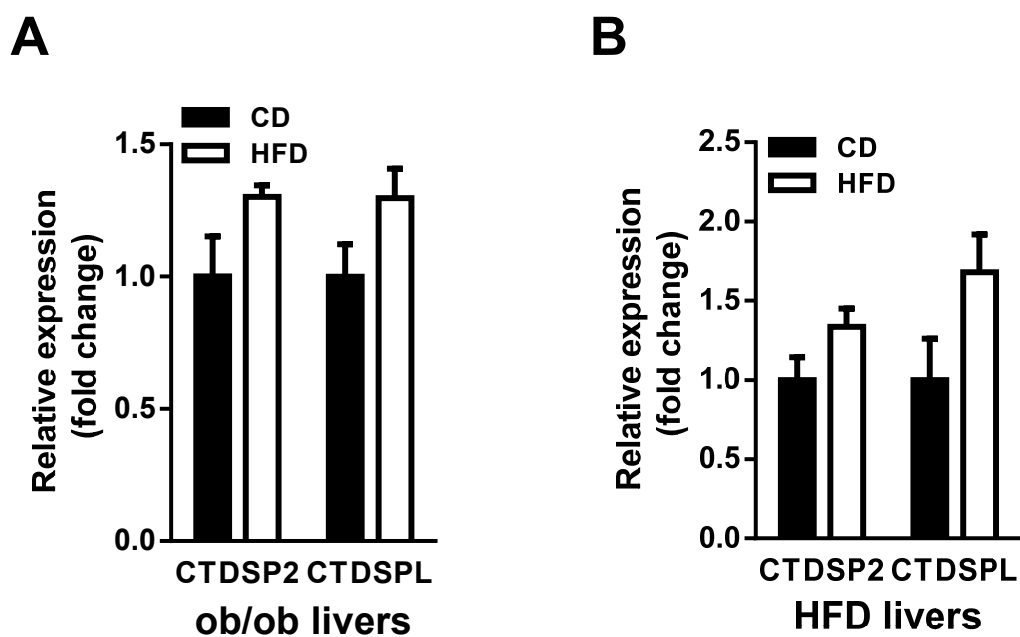 A
CD
HFD
Relative expression
(fold change)
1.5
1.0
0.5
0.0
CTDSP2 CTDSPL
ob/ob livers
B
CD
HFD
Relative expression
(fold change)
2.5
2.0
1.5
1.0
0.5
0.0
CTDSP2 CTDSPL
HFD livers